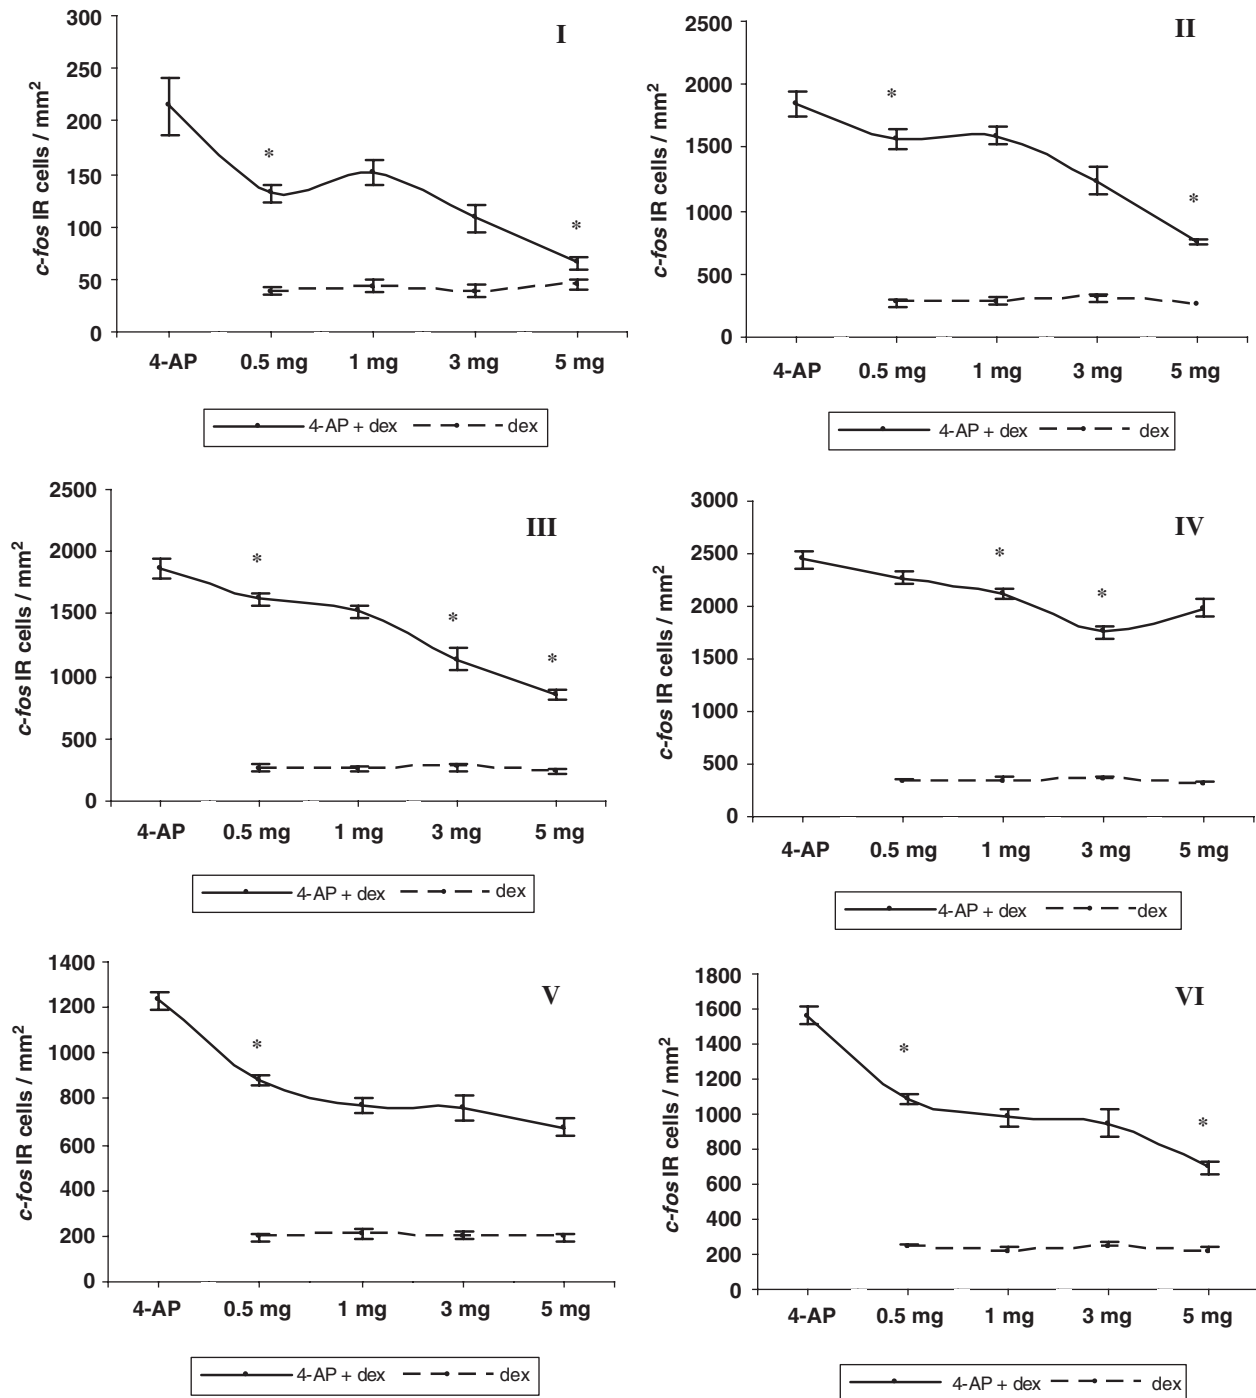 I
c-fos IR cells / mm²
300
250
200
150
100
50
0
*
*
4-AP 0.5 mg 1 mg 3 mg 5 mg
4-AP + dex dex
II
c-fos IR cells / mm²
2500
2000
1500
1000
500
0
*
*
4-AP 0.5 mg 1 mg 3 mg 5 mg
4-AP + dex dex
III
c-fos IR cells / mm²
2500
2000
1500
1000
500
0
*
*
*
4-AP 0.5 mg 1 mg 3 mg 5 mg
4-AP + dex dex
IV
c-fos IR cells / mm²
3000
2500
2000
1500
1000
500
0
*
*
4-AP 0.5 mg 1 mg 3 mg 5 mg
4-AP + dex dex
V
c-fos IR cells / mm²
1400
1200
1000
800
600
400
200
0
*
4-AP 0.5 mg 1 mg 3 mg 5 mg
4-AP + dex dex
VI
c-fos IR cells / mm²
1800
1600
1400
1200
1000
800
600
400
200
0
*
*
4-AP 0.5 mg 1 mg 3 mg 5 mg
4-AP + dex dex